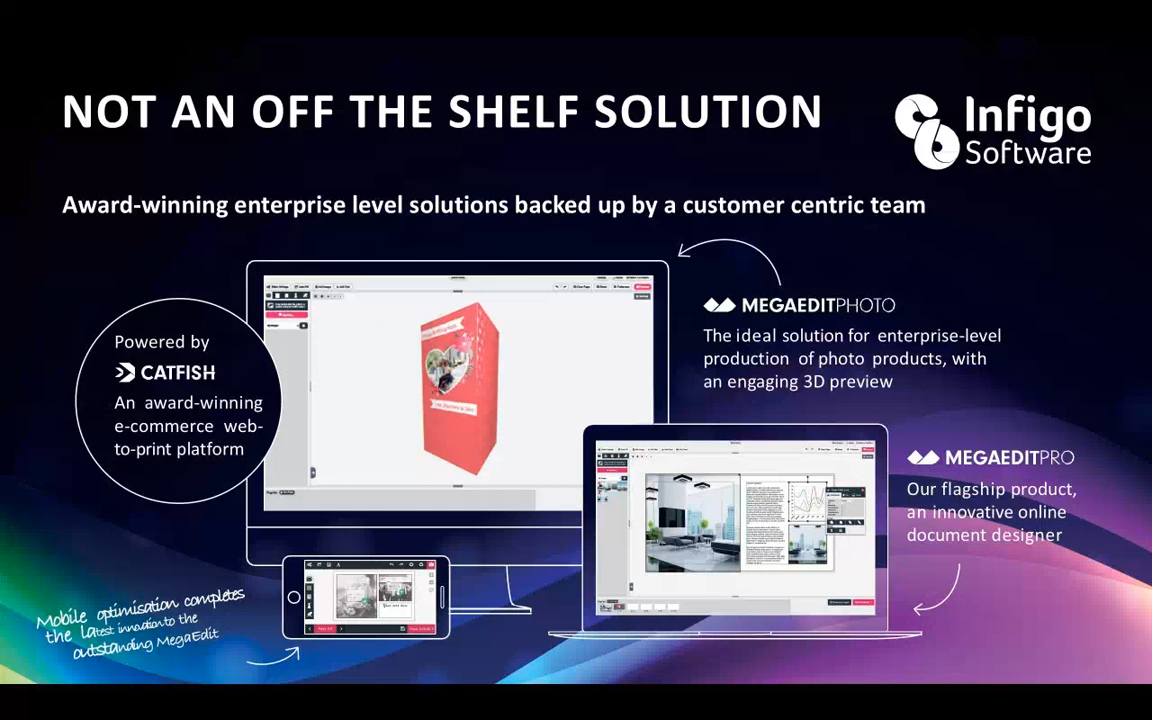 NOT AN OFF THE SHELF SOLUTION
Infigo
Software
Award-winning enterprise level solutions backed up by a customer centric team
MEGAEDITPHOTO
The ideal solution for enterprise-level
production of photo products, with
an engaging 3D preview
Powered by
CATFISH
An award-winning
e-commerce web-
to-print platform
MEGAEDITPRO
Our flagship product,
an innovative online
document designer
Mobile optimisation completes
the latest innovation to the
outstanding MegaEdit